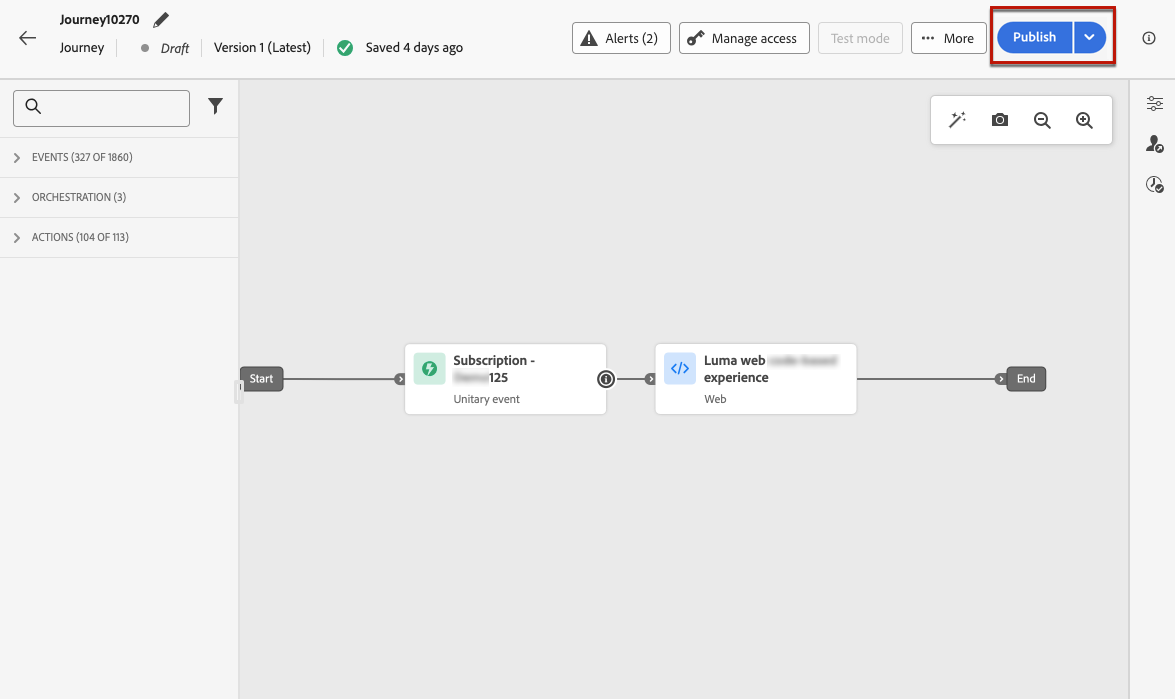 Journey10270
Journey
Draft
Version 1 (Latest)
Saved 4 days ago
Alerts (2)
Manage access
Test mode
More
Publish
EVENTS (327 OF 1860)
ORCHESTRATION (3)
ACTIONS (104 OF 113)
Start
Subscription -
125
Unitary event
Luma web
experience
Web
End